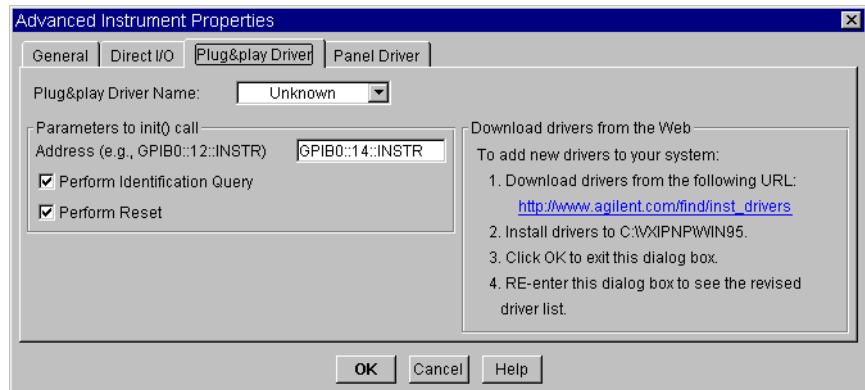 Advanced Instrument Properties
General
Direct I/O
Plug&play Driver
Panel Driver
Plug&play Driver Name:
Unknown
Parameters to init() call
Address (e.g., GPIB0::12::INSTR)
GPIB0::14::INSTR
Perform Identification Query
Perform Reset
Download drivers from the Web
To add new drivers to your system:
1. Download drivers from the following URL:
http://www.agilent.com/find/inst_drivers
2. Install drivers to C:\VXIPNP\WIN95.
3. Click OK to exit this dialog box.
4. RE-enter this dialog box to see the revised
driver list.
OK
Cancel
Help